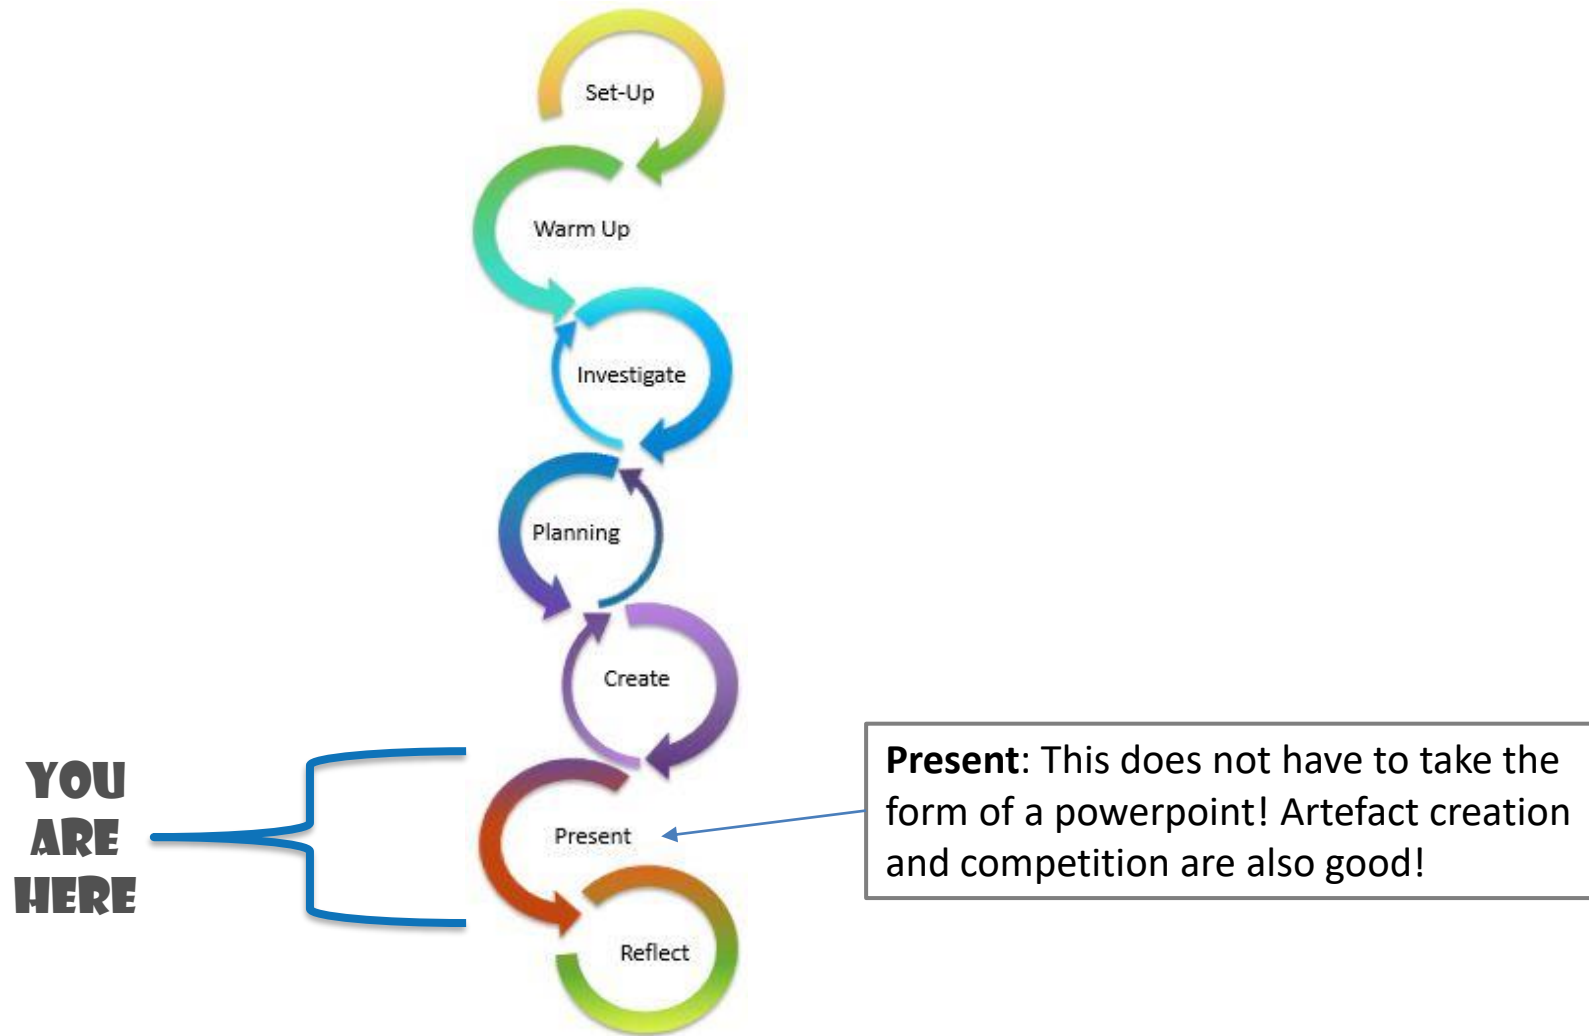 Set-Up
Warm Up
Investigate
Planning
Create
YOU
ARE
HERE
Present
Present: This does not have to take the
form of a powerpoint! Artefact creation
and competition are also good!
Reflect